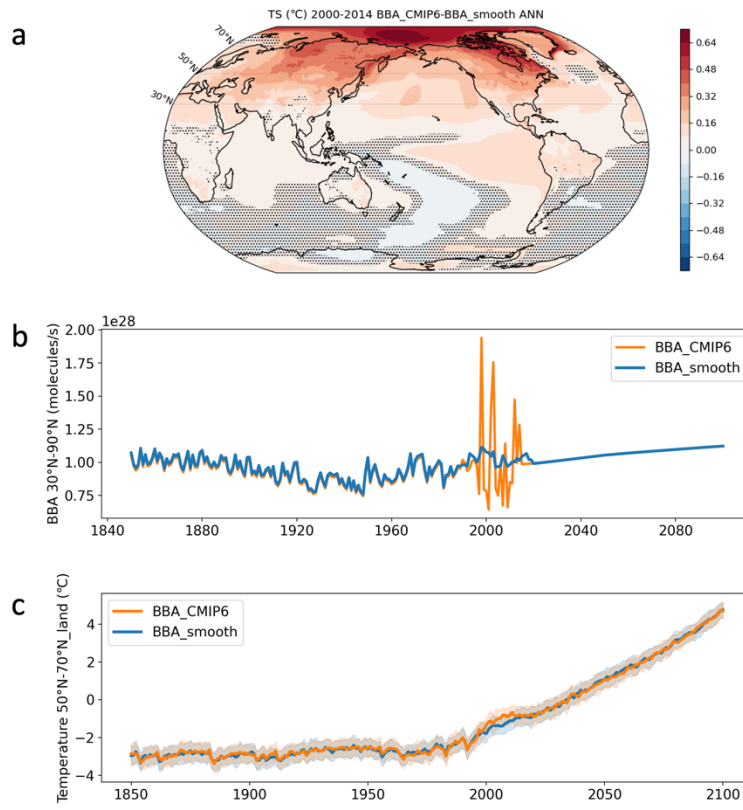 a
TS (℃) 2000-2014 BBA_CMIP6-BBA_smooth ANN
70°N
50°N
30°N
0.64
0.48
0.32
0.16
0.00
−0.16
−0.32
−0.48
−0.64
b
1e28
BBA 30°N-90°N (molecules/s)
2.00
1.75
1.50
1.25
1.00
0.75
BBA_CMIP6
BBA_smooth
1840 1880 1920 1960 2000 2040 2080
c
Temperature 50°N-70°N_land (℃)
4
2
0
−2
−4
BBA_CMIP6
BBA_smooth
1850 1900 1950 2000 2050 2100